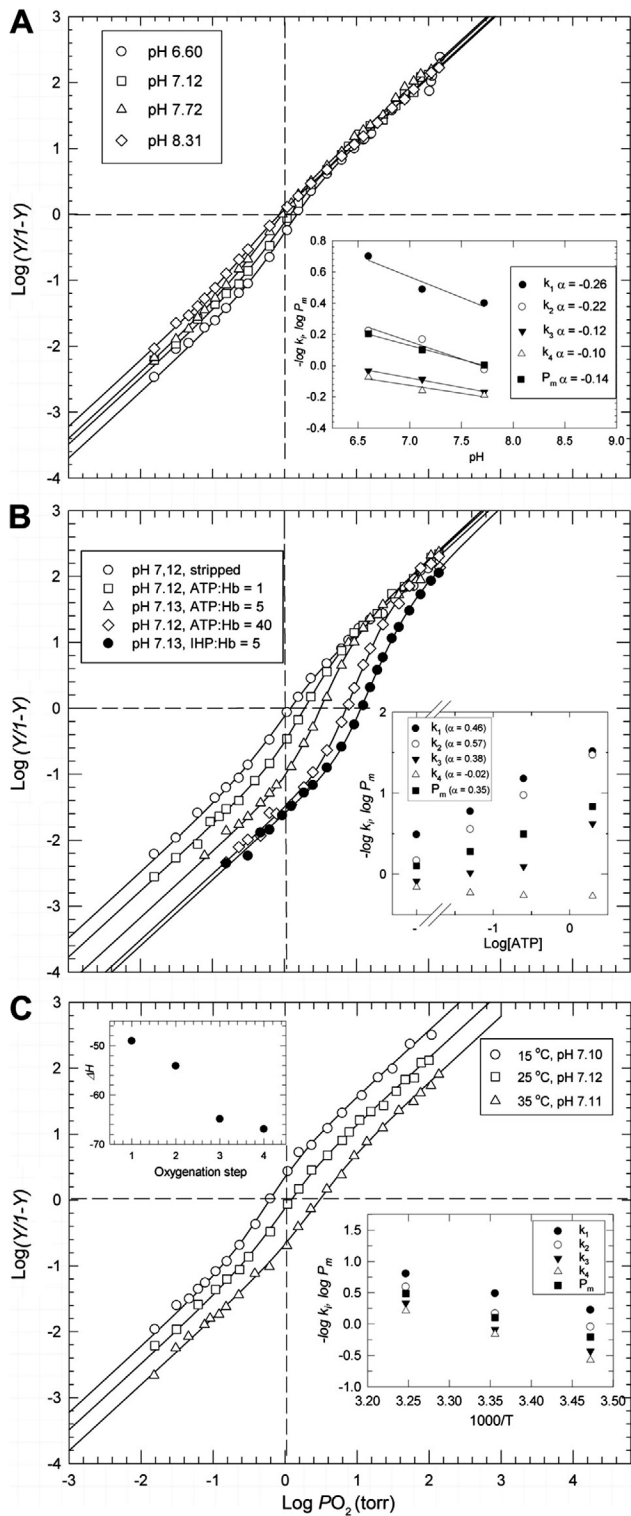 A
3
2
1
0
-1
-2
-3
-4
Log (Y/1-Y)
pH 6.60
pH 7.12
pH 7.72
pH 8.31
0.8
0.6
0.4
0.2
0.0
-0.2
-0.4
-log kᵢ, log Pₘ
6.5 7.0 7.5 8.0 8.5 9.0
pH
k₁ α = -0.26
k₂ α = -0.22
k₃ α = -0.12
k₄ α = -0.10
Pₘ α = -0.14
B
3
2
1
0
-1
-2
-3
-4
Log (Y/1-Y)
pH 7,12, stripped
pH 7.12, ATP:Hb = 1
pH 7.13, ATP:Hb = 5
pH 7.12, ATP:Hb = 40
pH 7.13, IHP:Hb = 5
2
1
0
-log kᵢ, log Pₘ
k₁ (α = 0.46)
k₂ (α = 0.57)
k₃ (α = 0.38)
k₄ (α = -0.02)
Pₘ (α = 0.35)
-2 -1 0
Log[ATP]
C
3
2
1
0
-1
-2
-3
-4
Log(Y/1-Y)
-50
-60
-70
ΔH
1 2 3 4
Oxygenation step
15 °C, pH 7.10
25 °C, pH 7.12
35 °C, pH 7.11
1.5
1.0
0.5
0.0
-0.5
-1.0
-log kᵢ, log Pₘ
k₁
k₂
k₃
k₄
Pₘ
3.20 3.25 3.30 3.35 3.40 3.45 3.50
1000/T
-3 -2 -1 0 1 2 3 4
Log PO₂ (torr)